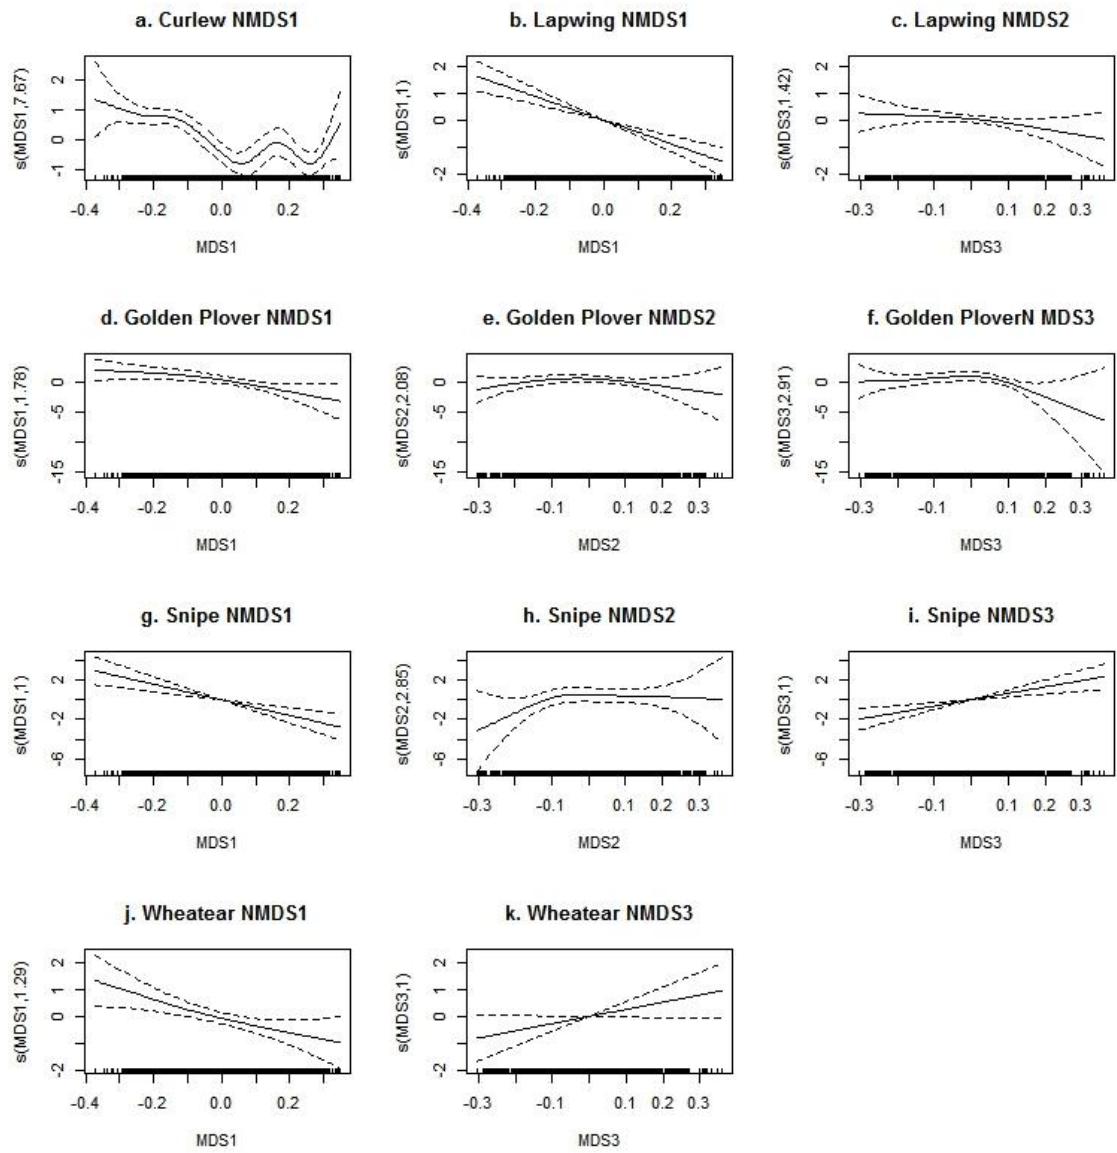 a. Curlew NMDS1
s(MDS1,7.67)
2
1
0
-1
-0.4 -0.2 0.0 0.2
MDS1
b. Lapwing NMDS1
s(MDS1,1)
2
1
0
-2
-0.4 -0.2 0.0 0.2
MDS1
c. Lapwing NMDS2
s(MDS3,1.42)
2
1
0
-2
-0.3 -0.1 0.1 0.2 0.3
MDS3
d. Golden Plover NMDS1
s(MDS1,1.78)
0
-5
-15
-0.4 -0.2 0.0 0.2
MDS1
e. Golden Plover NMDS2
s(MDS2,2.08)
0
-5
-15
-0.3 -0.1 0.1 0.2 0.3
MDS2
f. Golden PloverN MDS3
s(MDS3,2.91)
0
-5
-15
-0.3 -0.1 0.1 0.2 0.3
MDS3
g. Snipe NMDS1
s(MDS1,1)
2
-2
-6
-0.4 -0.2 0.0 0.2
MDS1
h. Snipe NMDS2
s(MDS2,2.85)
2
-2
-6
-0.3 -0.1 0.1 0.2 0.3
MDS2
i. Snipe NMDS3
s(MDS3,1)
2
-2
-6
-0.3 -0.1 0.1 0.2 0.3
MDS3
j. Wheatear NMDS1
s(MDS1,1.29)
2
1
0
-2
-0.4 -0.2 0.0 0.2
MDS1
k. Wheatear NMDS3
s(MDS3,1)
2
1
0
-2
-0.3 -0.1 0.1 0.2 0.3
MDS3